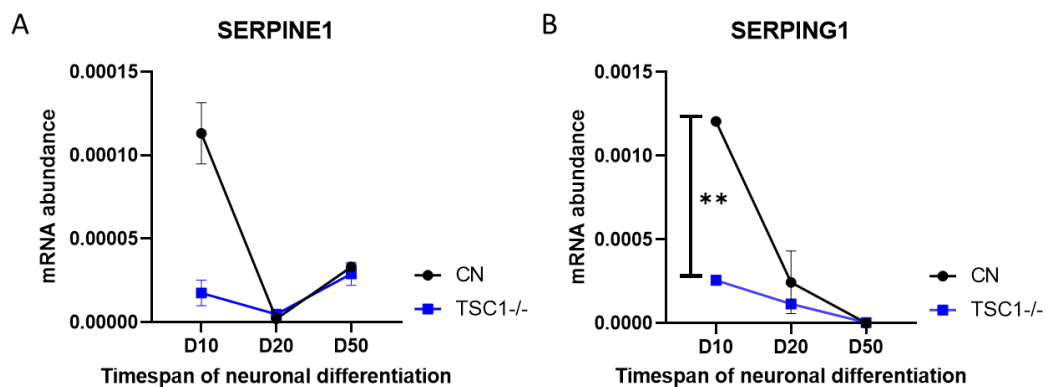 A
SERPINE1
mRNA abundance
0.00015
0.00010
0.00005
0.00000
D10 D20 D50
Timespan of neuronal differentiation
CN
TSC1-/-
B
SERPING1
mRNA abundance
0.0015
0.0010
0.0005
0.0000
**
D10 D20 D50
Timespan of neuronal differentiation
CN
TSC1-/-